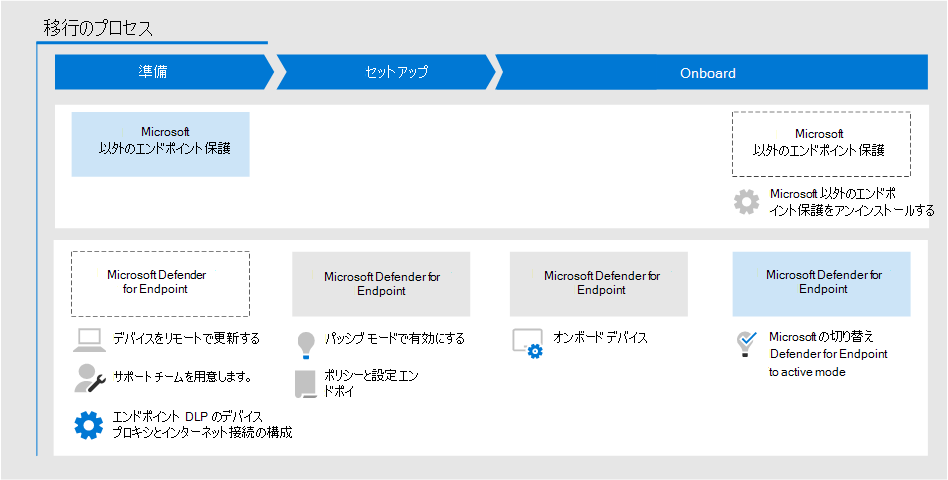 移行のプロセス
準備
セットアップ
Onboard
Microsoft
以外のエンドポイント保護
Microsoft
以外のエンドポイント保護
Microsoft 以外のエンドポ
イント保護をアンインストールする
Microsoft Defender
for Endpoint
デバイスをリモートで更新する
サポート チームを用意します。
エンドポイント DLP のデバイス
プロキシとインターネット接続の構成
Microsoft Defender for
Endpoint
パッシブ モードで有効にする
ポリシーと設定 エン
ドポイ
Microsoft Defender for
Endpoint
オンボード デバイス
Microsoft Defender for
Endpoint
Microsoft の切り替え
Defender for Endpoint
to active mode